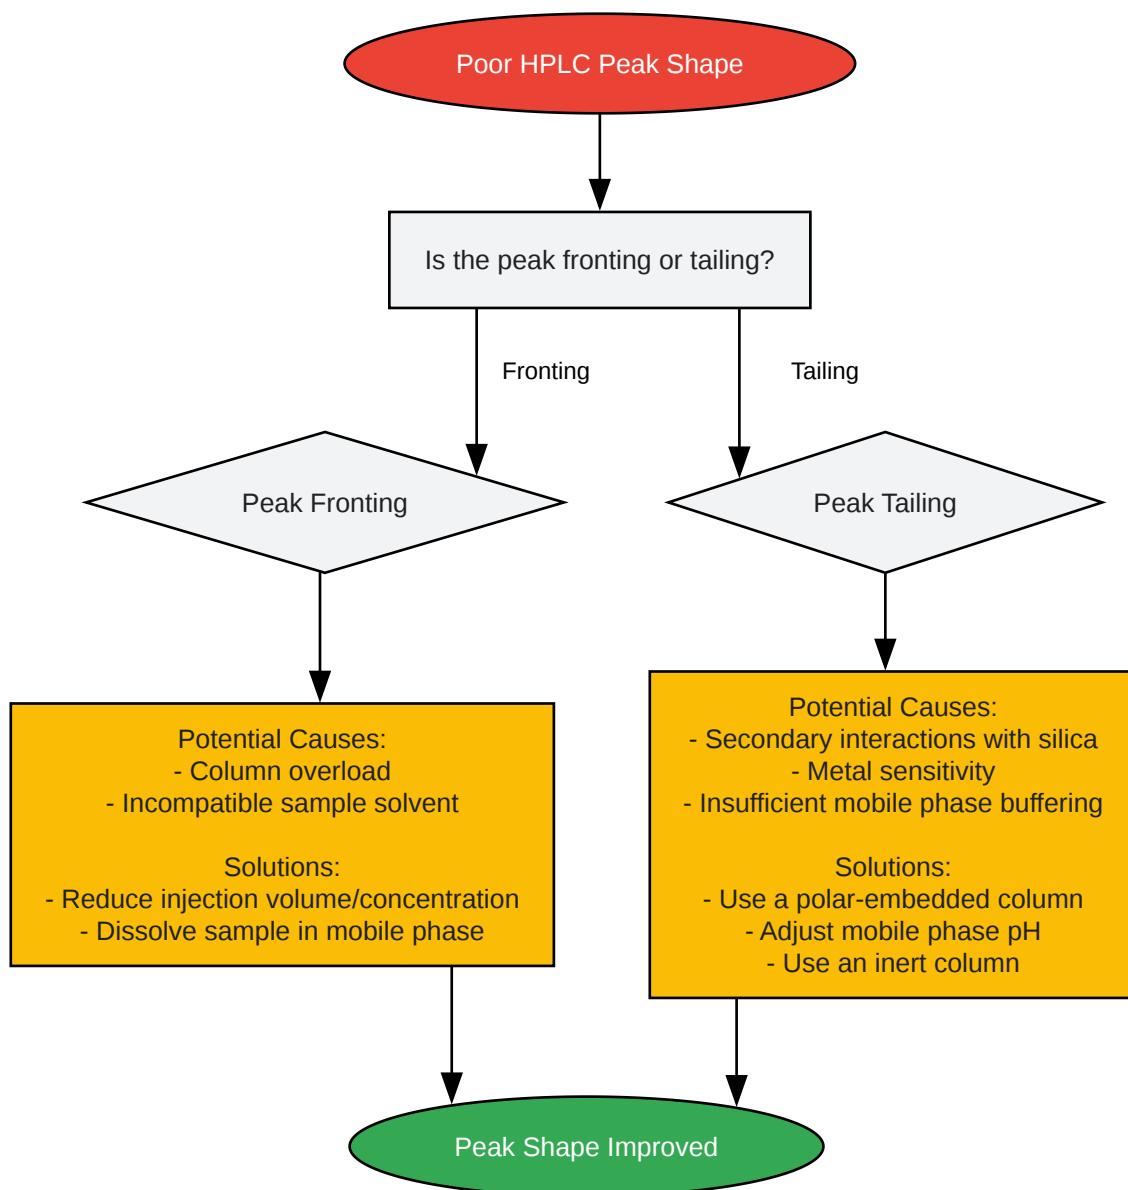 Poor HPLC Peak Shape
Is the peak fronting or tailing?
Fronting
Tailing
Peak Fronting
Peak Tailing
Potential Causes:
- Column overload
- Incompatible sample solvent
Solutions:
- Reduce injection volume/concentration
- Dissolve sample in mobile phase
Potential Causes:
- Secondary interactions with silica
- Metal sensitivity
- Insufficient mobile phase buffering
Solutions:
- Use a polar-embedded column
- Adjust mobile phase pH
- Use an inert column
Peak Shape Improved